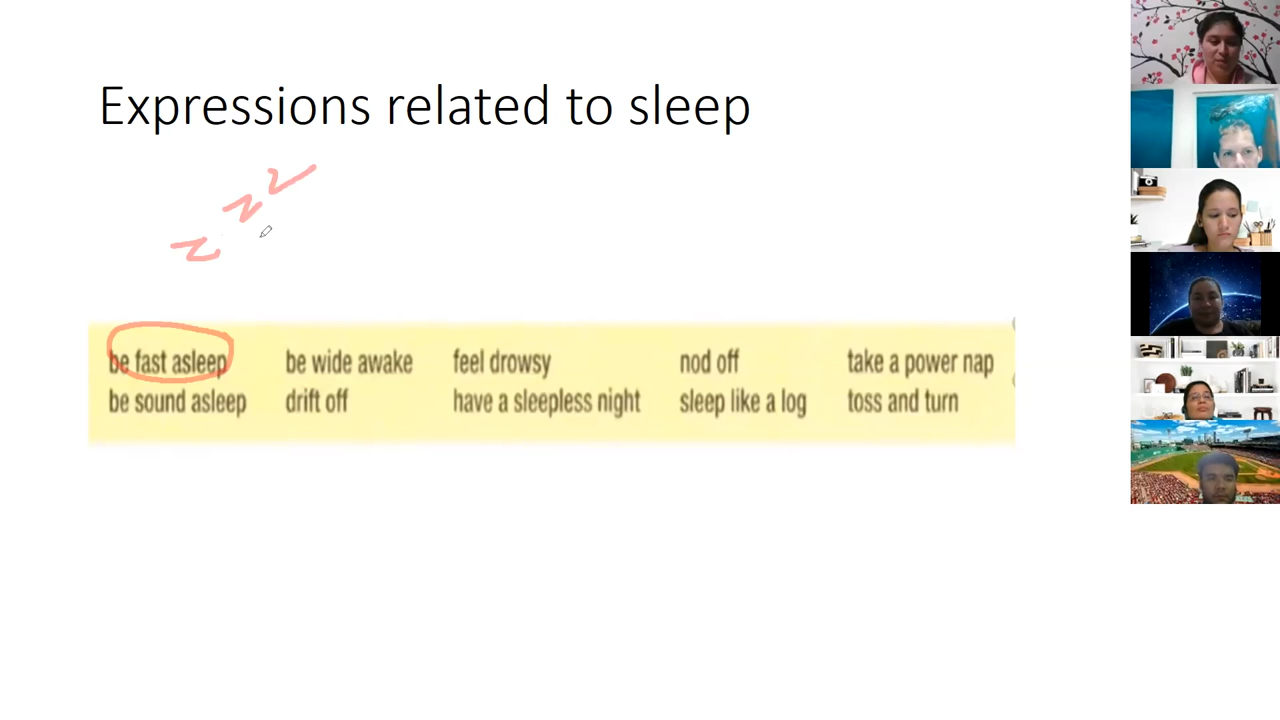 Expressions related to sleep
z z z
be fast asleep be wide awake feel drowsy nod off take a power nap
be sound asleep drift off have a sleepless night sleep like a log toss and turn